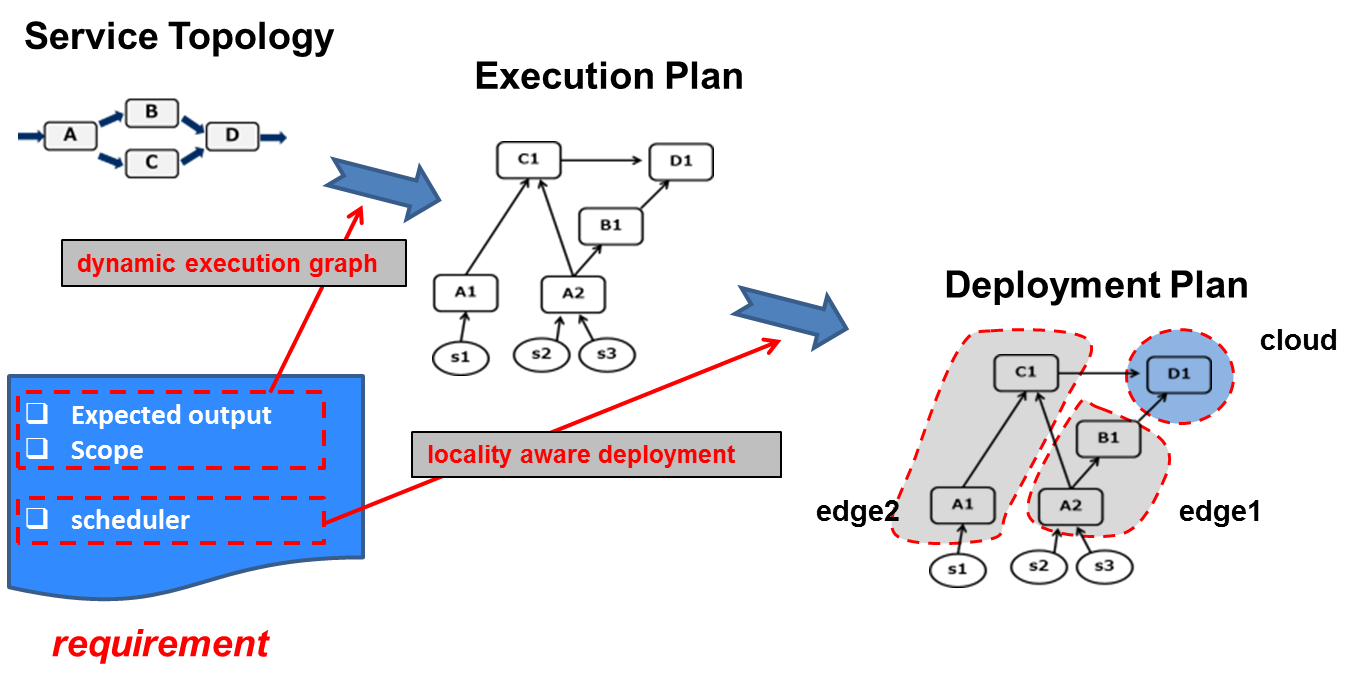 Service Topology
A
B
C
D
Execution Plan
C1
D1
B1
A1
A2
s1
s2
s3
dynamic execution graph
Expected output
Scope
scheduler
requirement
locality aware deployment
Deployment Plan
cloud
C1
D1
B1
edge2
A1
A2
edge1
s1
s2
s3